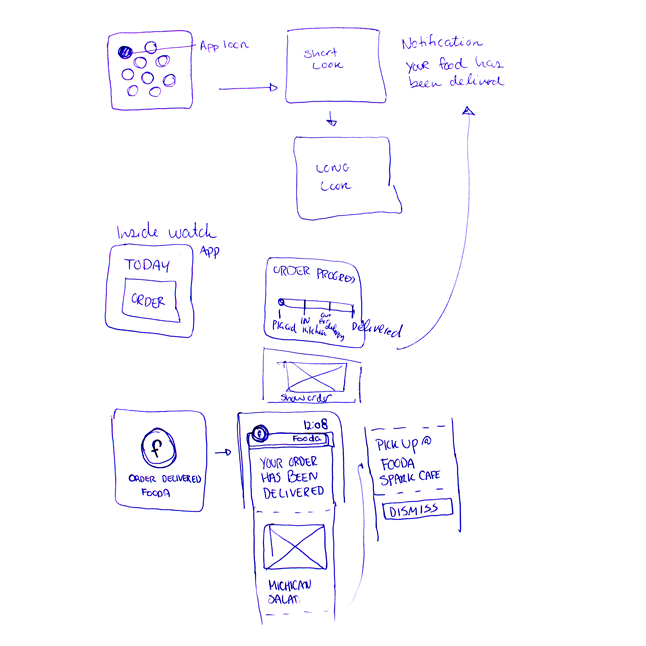 App Icon
SHORT
LOOK
Notification
Your food has
been delivered
LONG
LOOK
Inside watch
APP
TODAY
ORDER
ORDER PROGRESS
Placed
IN
Kitchen
Out
for
delivery
Delivered
Show order
f
ORDER DELIVERED
FOODA
12:08
f
Fooda
YOUR ORDER
HAS BEEN
DELIVERED
MICHIGAN
SALAT
PICK UP @
FOODA
SPARK CAFE
DISMISS